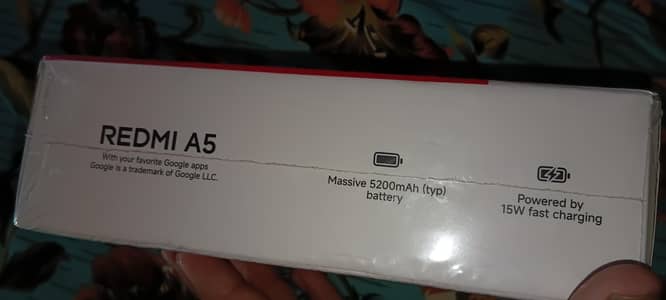 REDMI A5
With your favorite Google apps
Google is a trademark of Google LLC.
Massive 5200mAh (typ)
battery
Powered by
15W fast charging